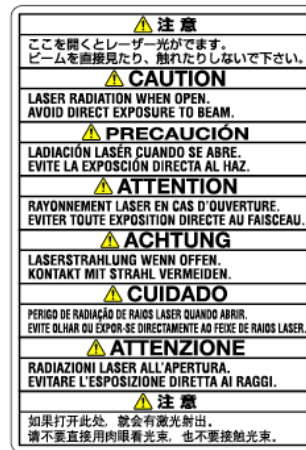 注 意
ここを開くとレーザー光がでます。
ビームを直接見たり、触れたりしないで下さい。
CAUTION
LASER RADIATION WHEN OPEN.
AVOID DIRECT EXPOSURE TO BEAM.
PRECAUCIÓN
LADIACIÓN LASÉR CUANDO SE ABRE.
EVITE LA EXPOSCIÓN DIRECTA AL HAZ.
ATTENTION
RAYONNEMENT LASER EN CAS D'OUVERTURE.
EVITER TOUTE EXPOSITION DIRECTE AU FAISCEAU.
ACHTUNG
LASERSTRAHLUNG WENN OFFEN.
KONTAKT MIT STRAHL VERMEIDEN.
CUIDADO
PERIGO DE RADIAÇÃO DE RAIOS LASER QUANDO ABRIR.
EVITE OLHAR OU EXPOR-SE DIRECTAMENTE AO FEIXE DE RAIOS LASER.
ATTENZIONE
RADIAZIONI LASER ALL'APERTURA.
EVITARE L'ESPOSIZIONE DIRETTA AI RAGGI.
注 意
如果打开此处, 就会有激光射出。
请不要直接用肉眼看光束, 也不要接触光束。